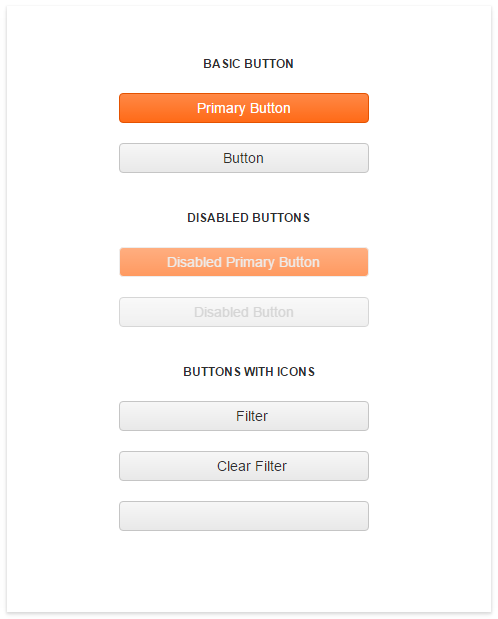 BASIC BUTTON
Primary Button
Button
DISABLED BUTTONS
Disabled Primary Button
Disabled Button
BUTTONS WITH ICONS
Filter
Clear Filter